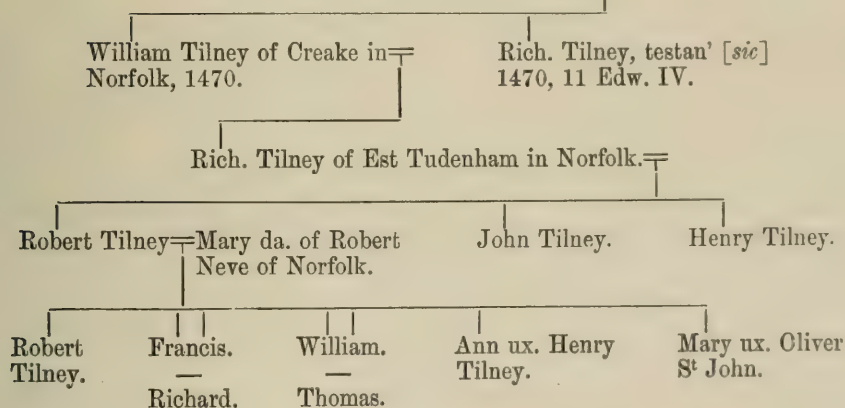 William Tilney of Creake in Norfolk, 1470.
Rich. Tilney, testan' [sic] 1470, 11 Edw. IV.
Rich. Tilney of Est Tudenham in Norfolk.
Robert Tilney
Mary da. of Robert Neve of Norfolk.
John Tilney.
Henry Tilney.
Robert Tilney.
Francis.
—
Richard.
William.
—
Thomas.
Ann ux. Henry Tilney.
Mary ux. Oliver St John.